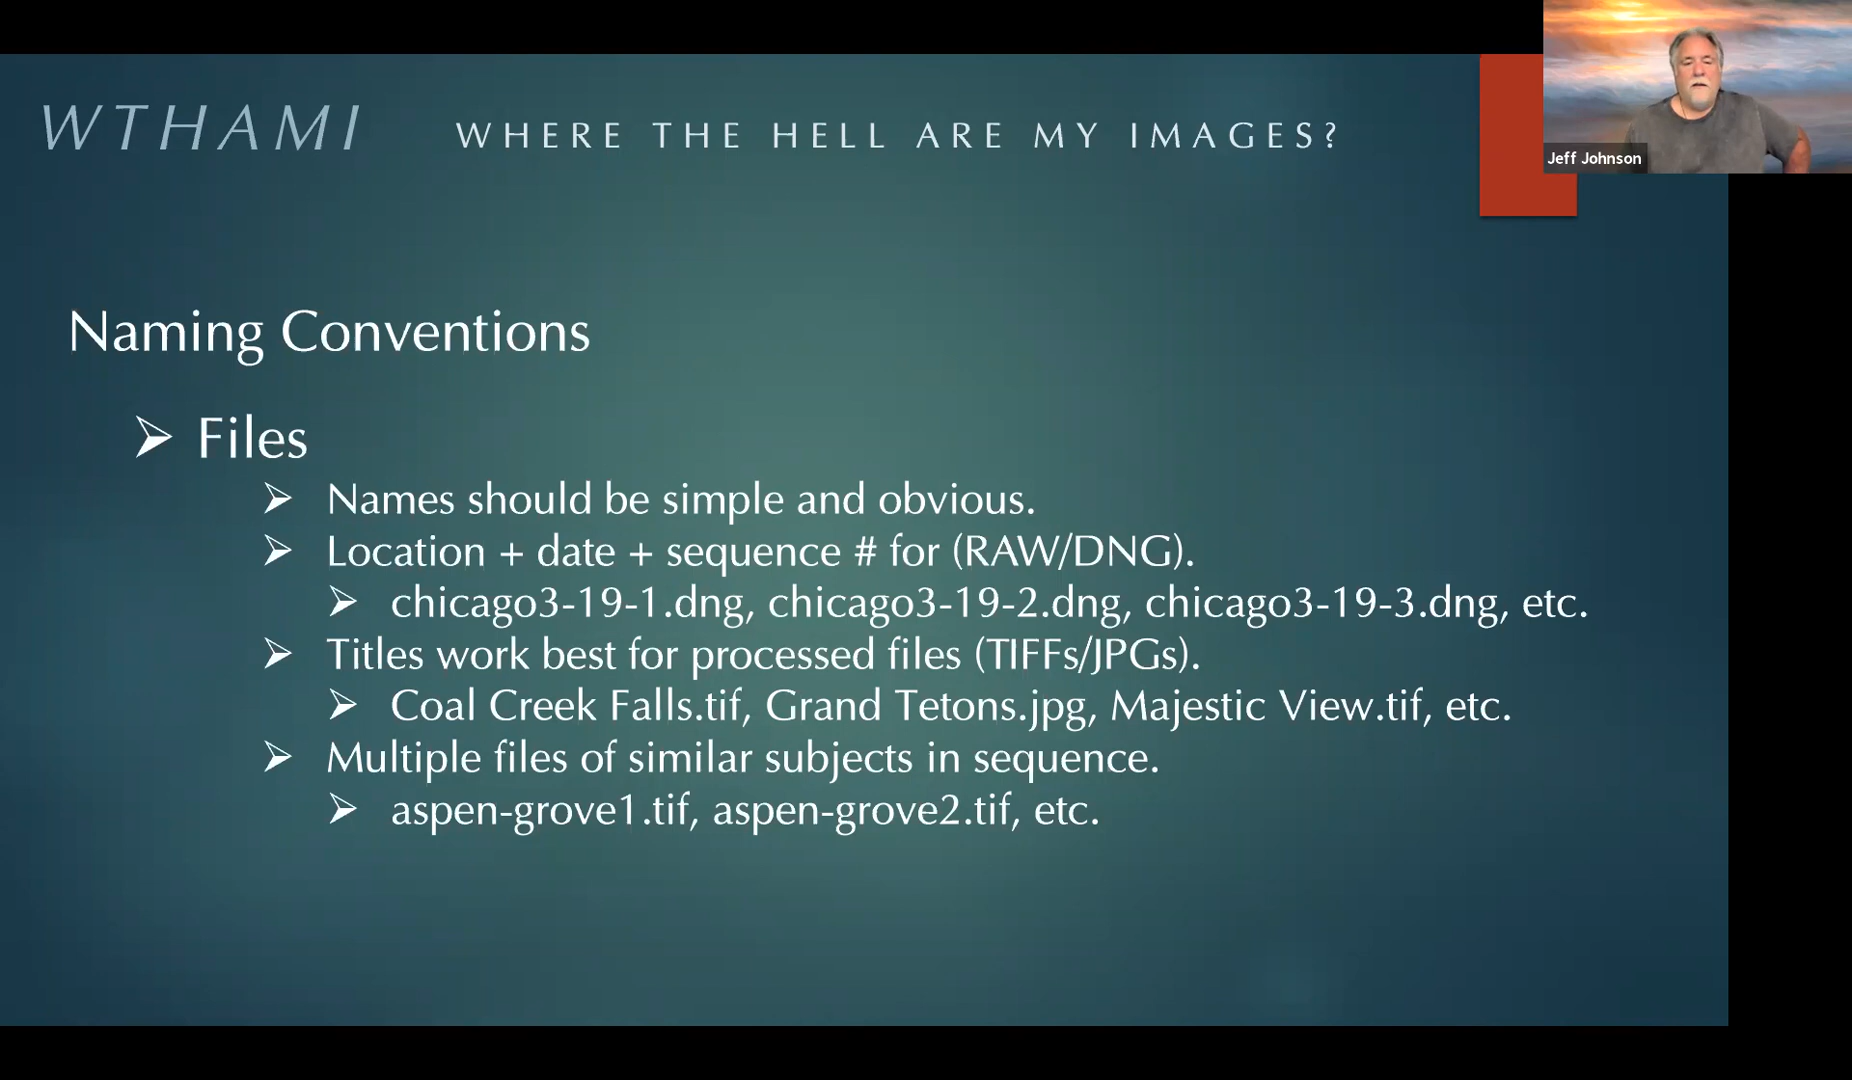 WTHAMI WHERE THE HELL ARE MY IMAGES?
Jeff Johnson
Naming Conventions
➢ Files
➢ Names should be simple and obvious.
➢ Location + date + sequence # for (RAW/DNG).
➢ chicago3-19-1.dng, chicago3-19-2.dng, chicago3-19-3.dng, etc.
➢ Titles work best for processed files (TIFFs/JPGs).
➢ Coal Creek Falls.tif, Grand Tetons.jpg, Majestic View.tif, etc.
➢ Multiple files of similar subjects in sequence.
➢ aspen-grove1.tif, aspen-grove2.tif, etc.